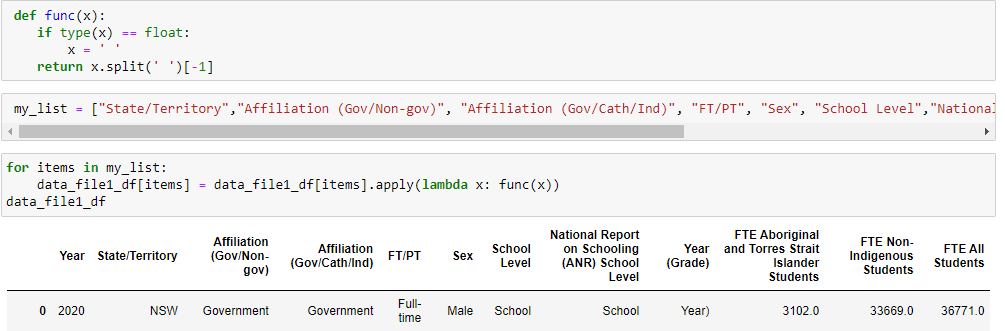 def func(x):
if type(x) == float:
x = ' '
return x.split(' ')[-1]
my_list = ["State/Territory","Affiliation (Gov/Non-gov)", "Affiliation (Gov/Cath/Ind)", "FT/PT", "Sex", "School Level","National
for items in my_list:
data_file1_df[items] = data_file1_df[items].apply(lambda x: func(x))
data_file1_df
Year State/Territory Affiliation (Gov/Non-gov) Affiliation (Gov/Cath/Ind) FT/PT Sex School Level National Report on Schooling (ANR) School Level Year (Grade) FTE Aboriginal and Torres Strait Islander Students FTE Non-Indigenous Students FTE All Students
0 2020 NSW Government Government Full-time Male School School Year) 3102.0 33669.0 36771.0